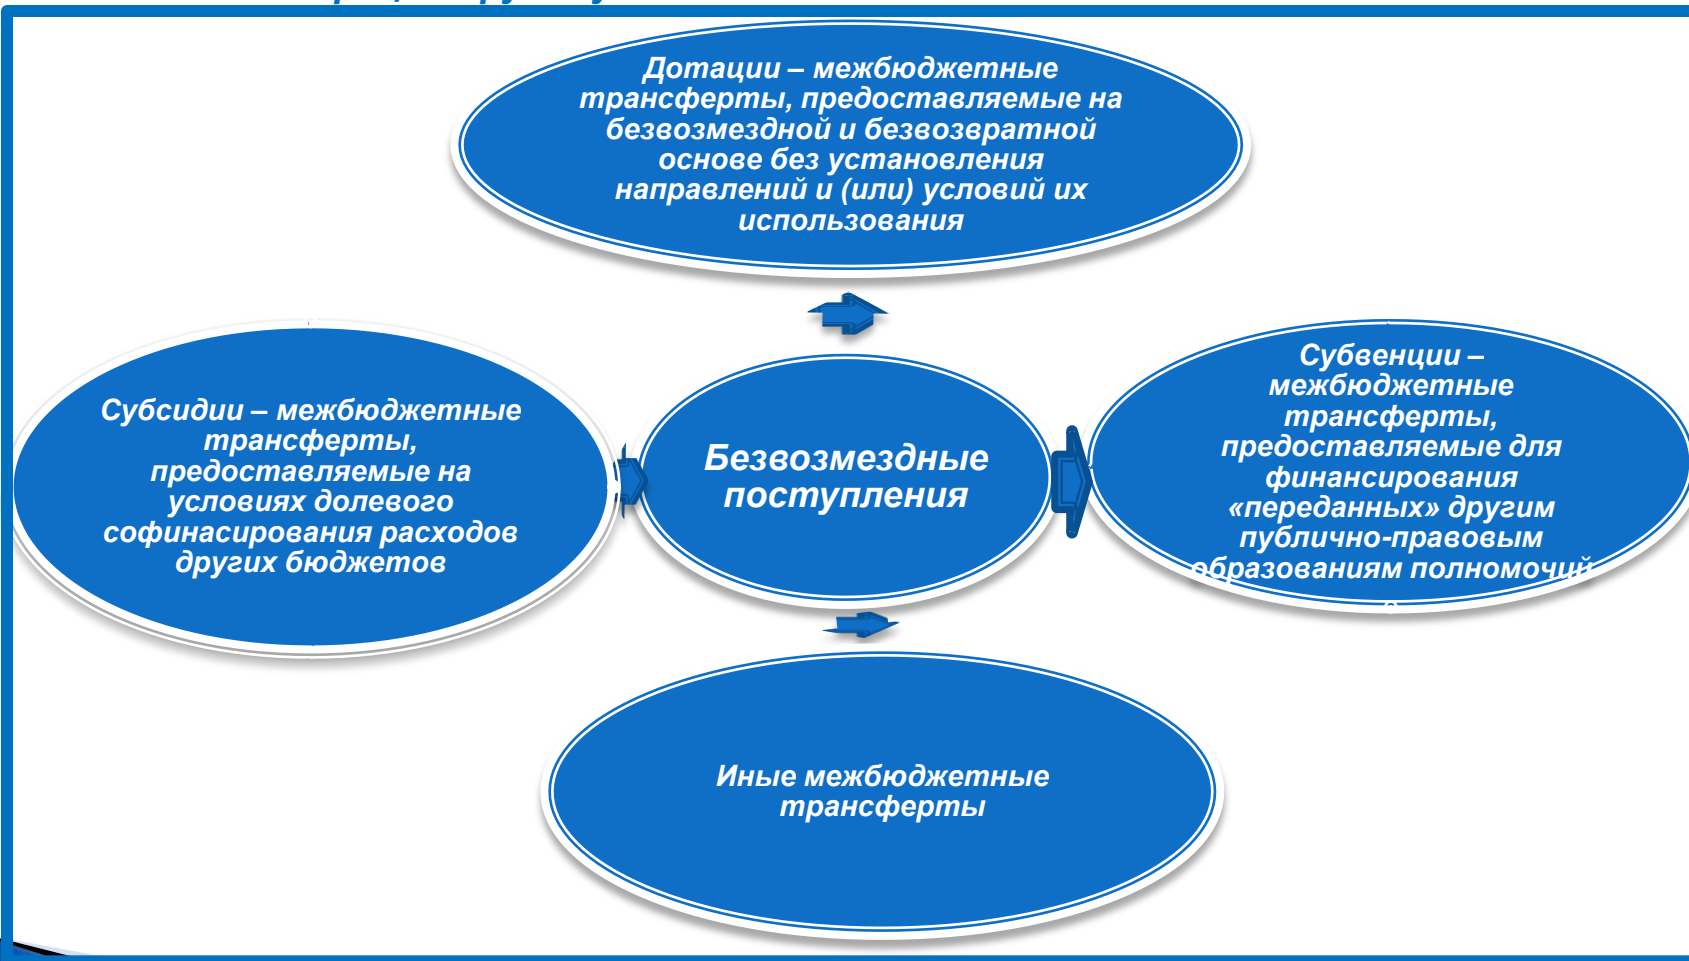 Дотации – межбюджетные
трансферты, предоставляемые на
безвозмездной и безвозвратной
основе без установления
направлений и (или) условий их
использования
Субсидии – межбюджетные
трансферты,
предоставляемые на
условиях долевого
софинасирования расходов
других бюджетов
Безвозмездные
поступления
Субвенции –
межбюджетные
трансферты,
предоставляемые для
финансирования
«переданных» другим
публично-правовым
образованиям полномочий
Иные межбюджетные
трансферты